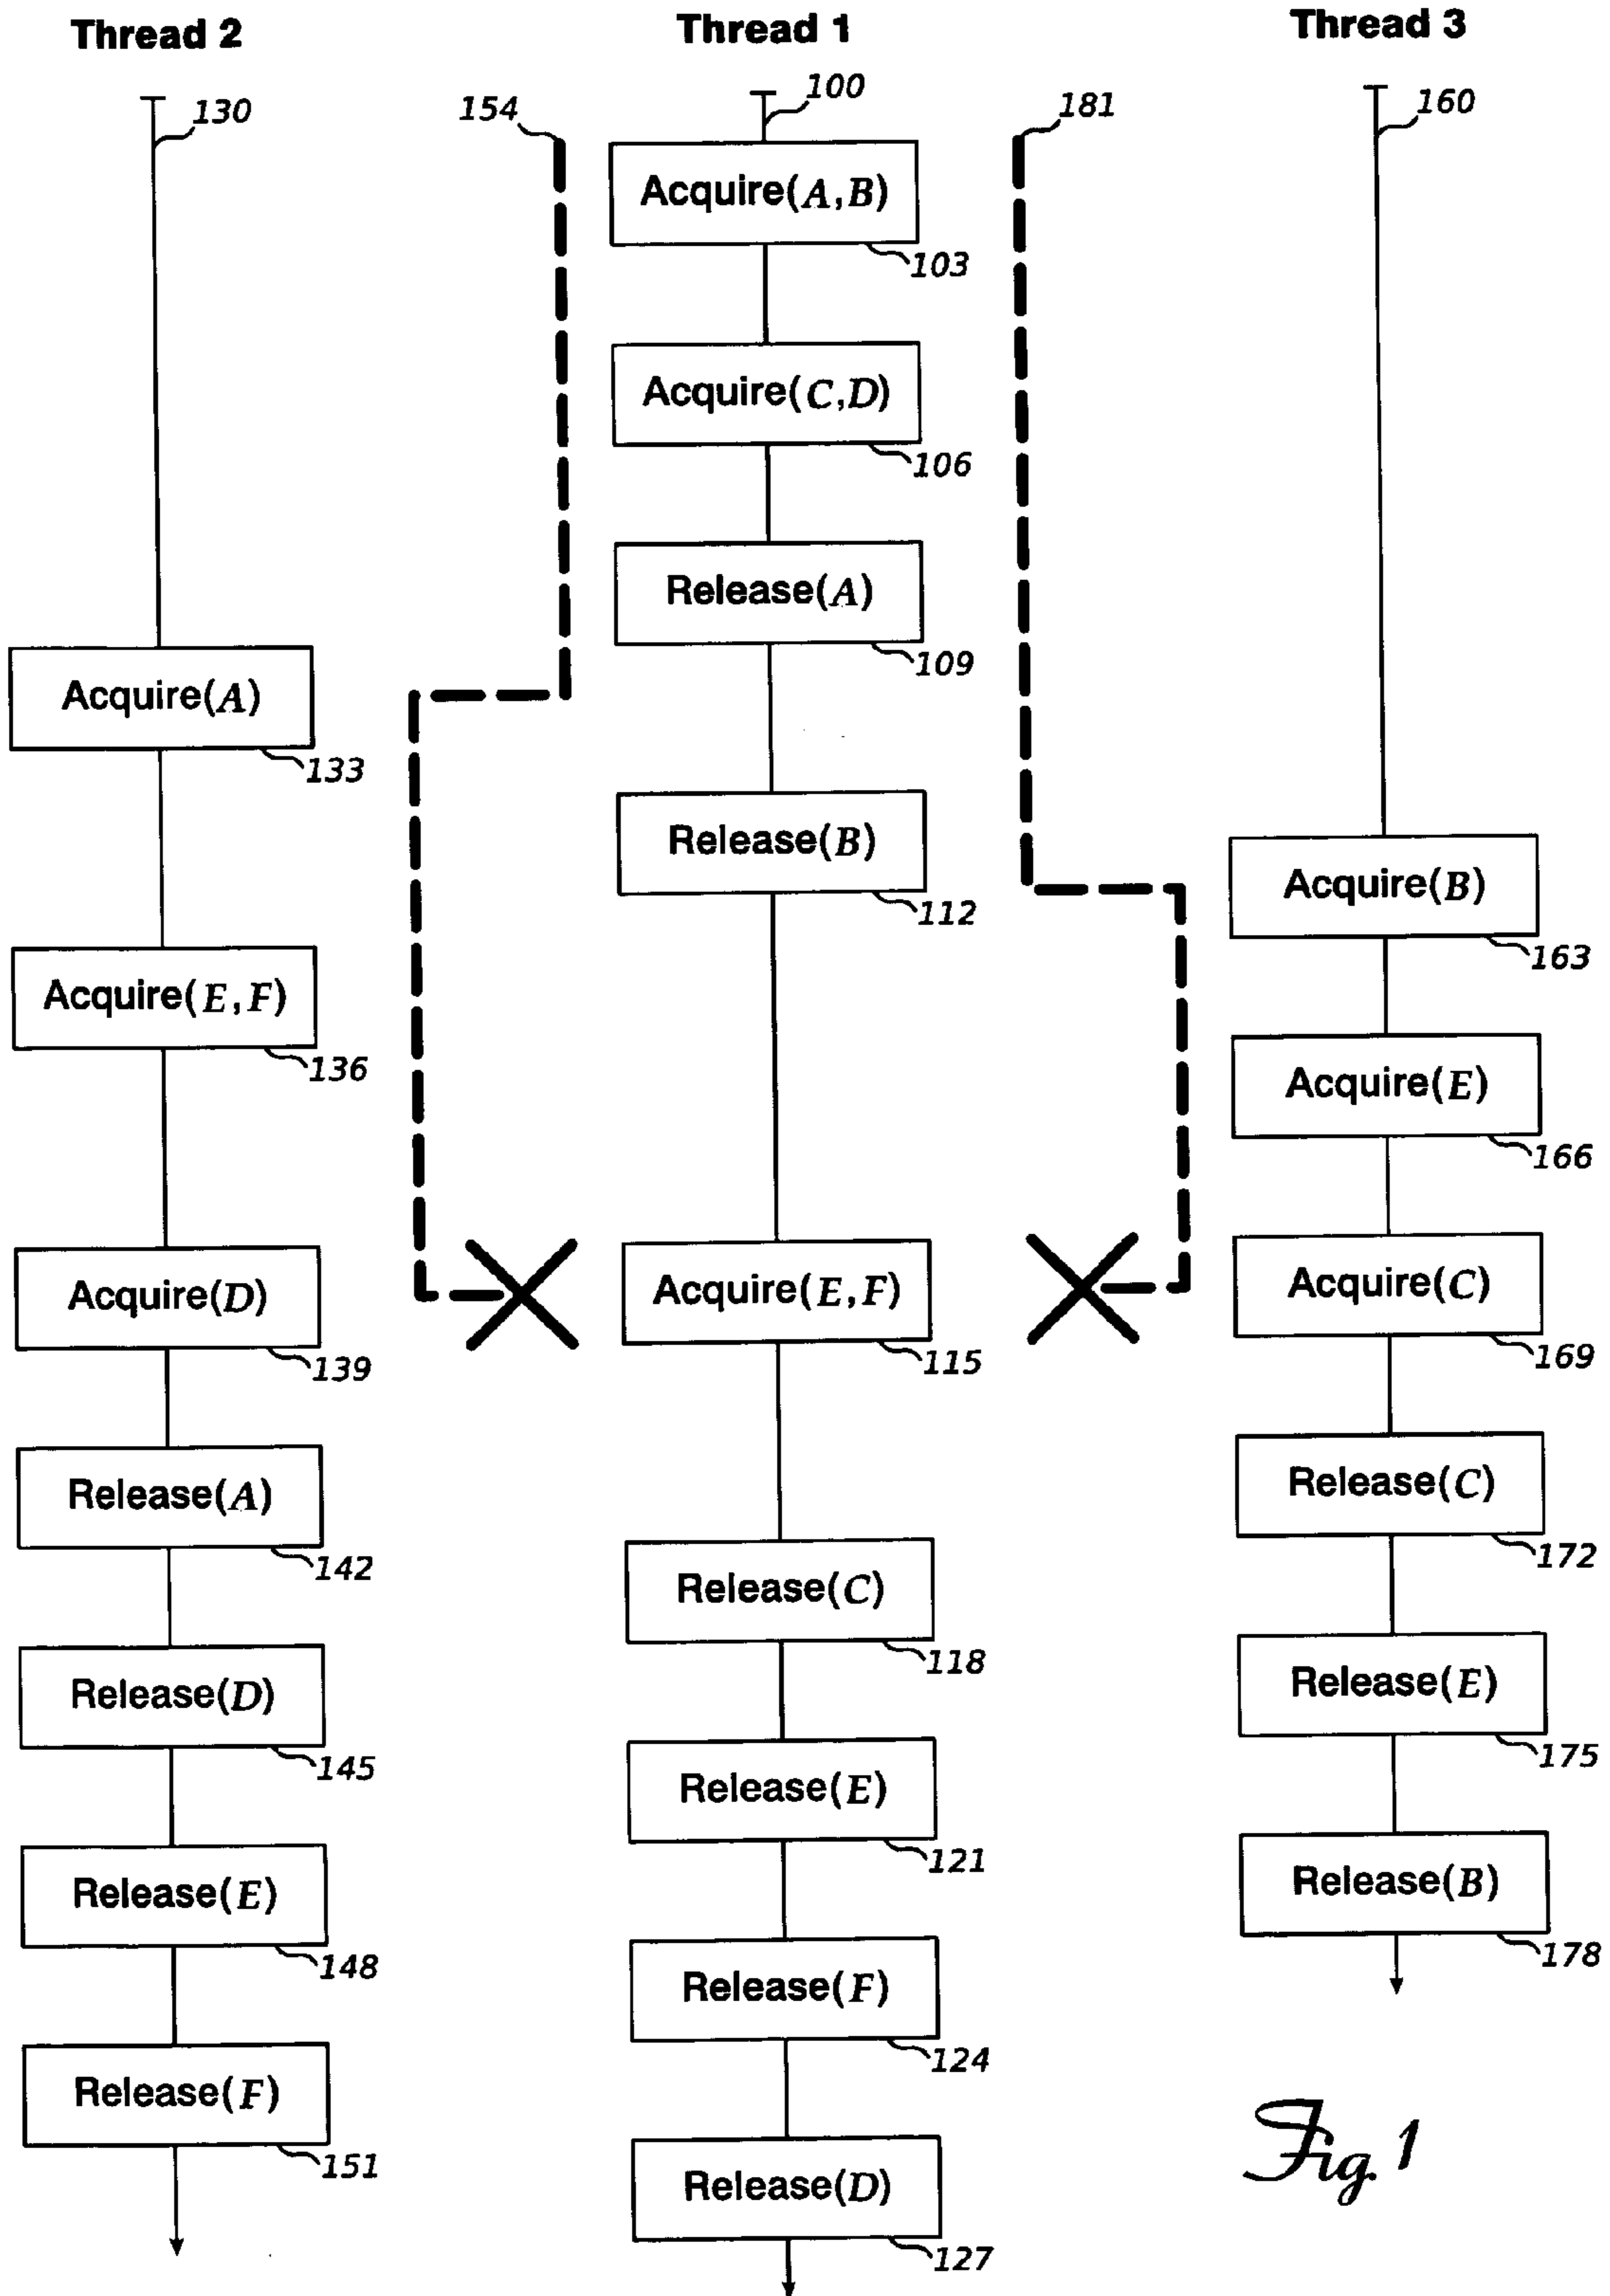 Thread 2
130
Acquire(A)
133
Acquire(E,F)
136
Acquire(D)
139
Release(A)
142
Release(D)
145
Release(E)
148
Release(F)
151
154
Thread 1
100
Acquire(A,B)
103
Acquire(C,D)
106
Release(A)
109
Release(B)
112
Acquire(E,F)
115
Release(C)
118
Release(E)
121
Release(F)
124
Release(D)
127
181
Thread 3
160
Acquire(B)
163
Acquire(E)
166
Acquire(C)
169
Release(C)
172
Release(E)
175
Release(B)
178
Fig. 1